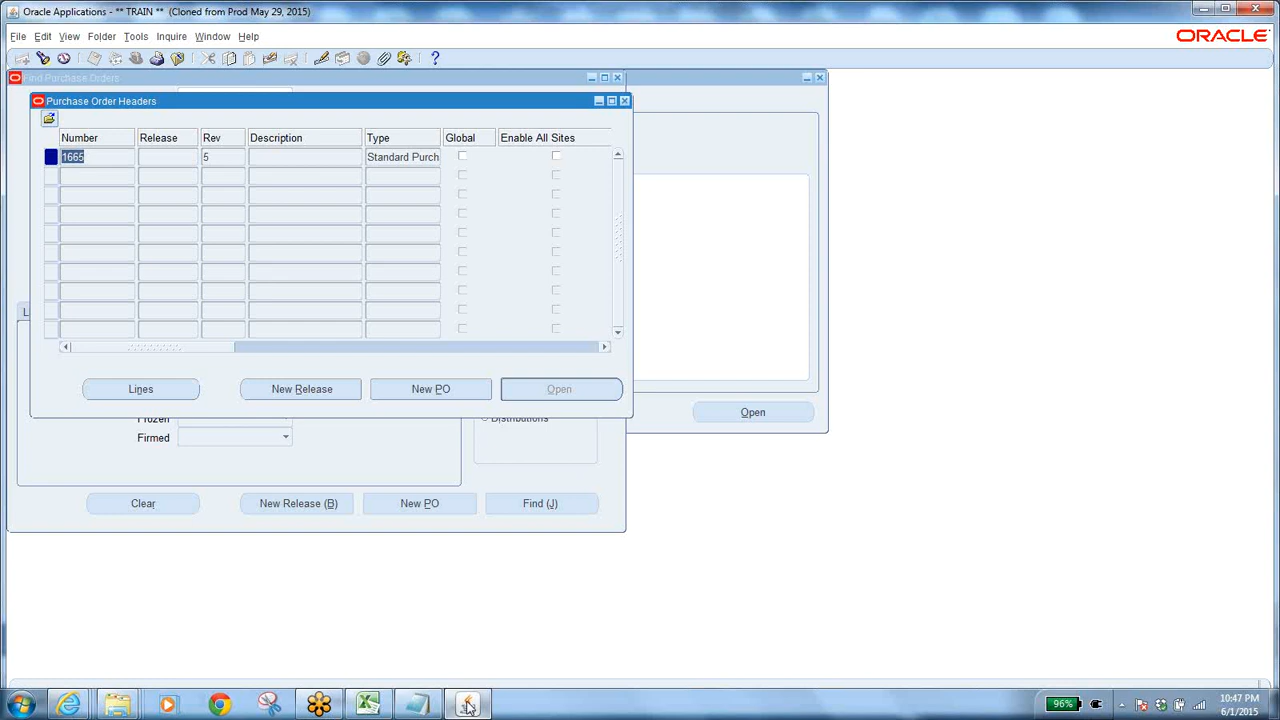 Oracle Applications - ** TRAIN ** (Cloned from Prod May 29, 2015)
File Edit View Folder Tools Inquire Window Help
ORACLE
Find Purchase Orders
Purchase Order Headers
Number Release Rev Description Type Global Enable All Sites
1665 5 Standard Purch
L
Lines New Release New PO Open
Open
Frozen
Distributions
Firmed
Clear New Release (B) New PO Find (J)
96%
10:47 PM
6/1/2015